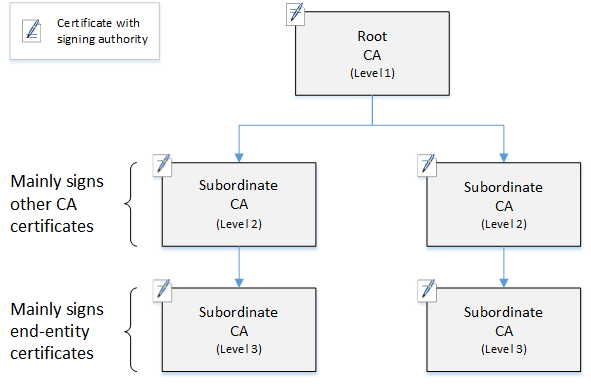 Certificate with
signing authority
Root
CA
(Level 1)
Mainly signs
other CA
certificates
Subordinate
CA
(Level 2)
Subordinate
CA
(Level 2)
Mainly signs
end-entity
certificates
Subordinate
CA
(Level 3)
Subordinate
CA
(Level 3)